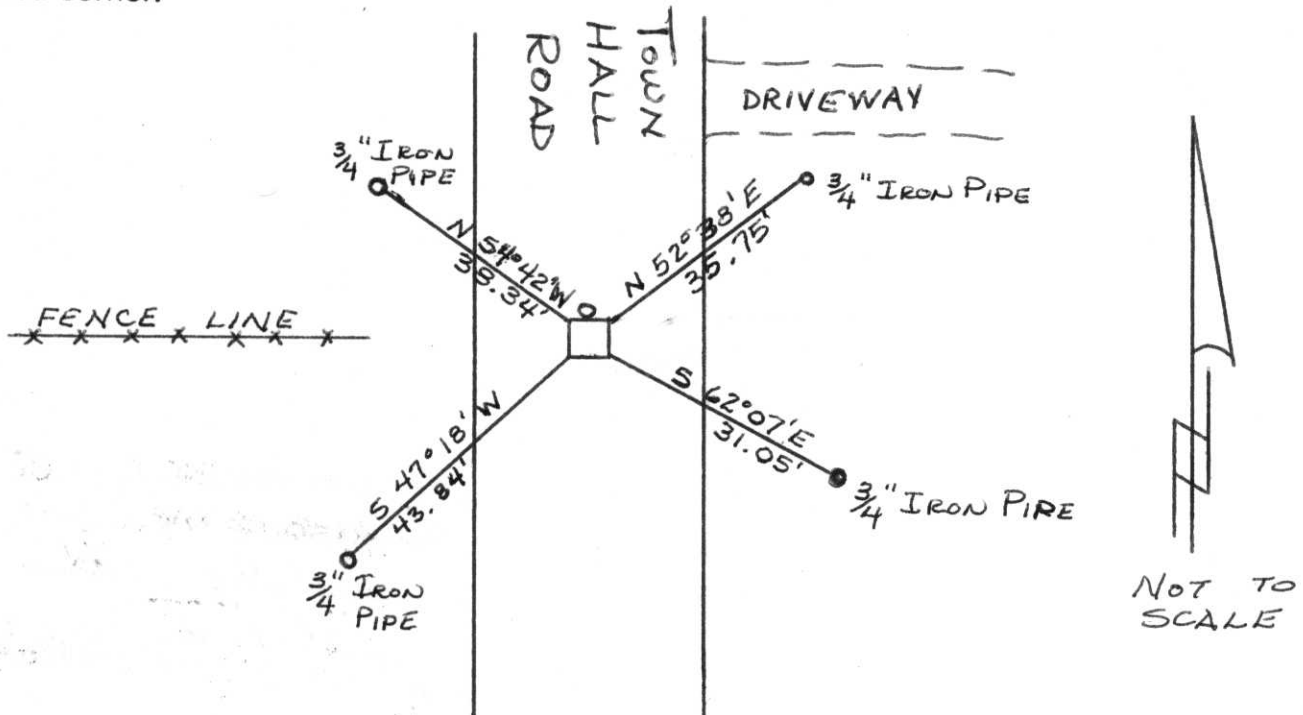 TOWN
HALL
ROAD
DRIVEWAY
3/4" IRON
PIPE
3/4" IRON PIPE
N 54°42'W
38.34'
N 52°38'E
35.75'
FENCE LINE
S 47°18' W
43.84'
S 62°07'E
31.05'
3/4" IRON PIPE
3/4" IRON
PIPE
NOT TO
SCALE